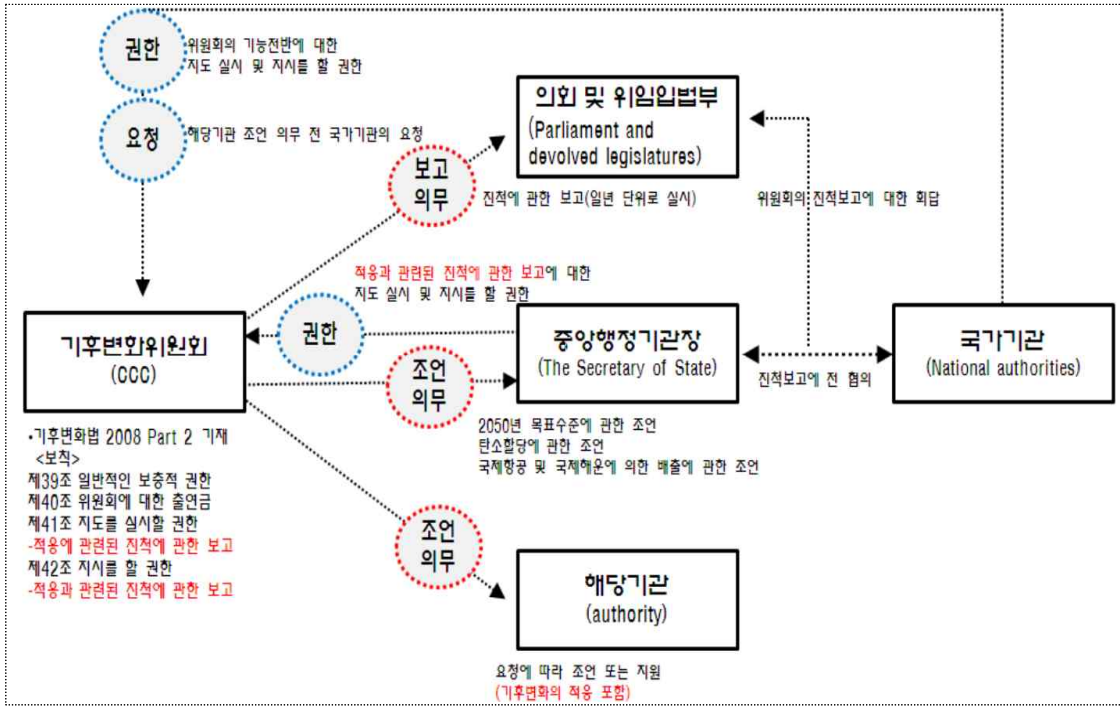 권한
위원회의 기능전반에 대한
지도 실시 및 지시를 할 권한
요청
해당기관 조언 의무 전 국가기관의 요청
의회 및 위임입법부
(Parliament and
devolved legislatures)
보고
의무
진척에 관한 보고(일년 단위로 실시)
위원회의 진척보고에 대한 회답
적응과 관련된 진척에 관한 보고에 대한
지도 실시 및 지시를 할 권한
기후변화위원회
(CCC)
권한
중앙행정기관장
(The Secretary of State)
국가기관
(National authorities)
조언
의무
진척보고에 전 협의
2050년 목표수준에 관한 조언
탄소할당에 관한 조언
국제항공 및 국제해운에 의한 배출에 관한 조언
•기후변화법 2008 Part 2 기재
<보칙>
제39조 일반적인 보충적 권한
제40조 위원회에 대한 출연금
제41조 지도를 실시할 권한
-적응에 관련된 진척에 관한 보고
제42조 지시를 할 권한
-적응과 관련된 진척에 관한 보고
조언
의무
해당기관
(authority)
요청에 따라 조언 또는 지원
(기후변화의 적응 포함)